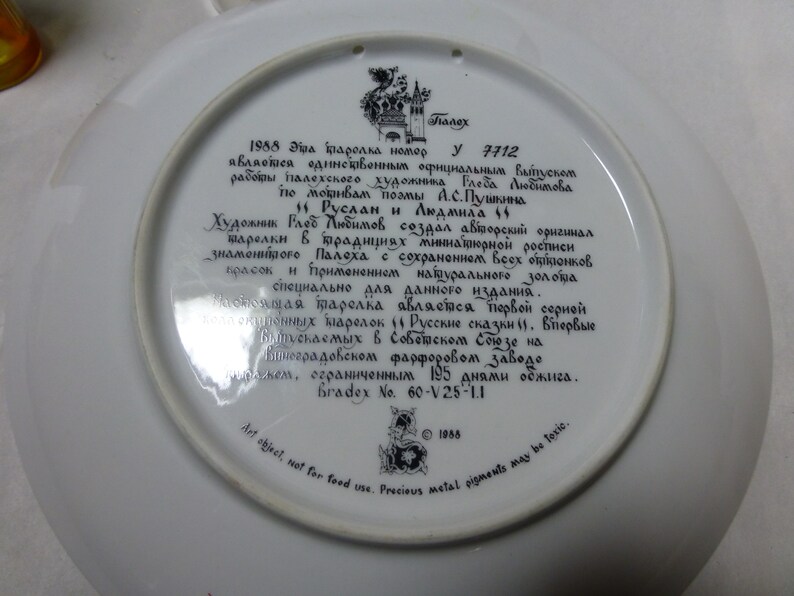 Палех
1988 Эта тарелка номер У 7712
является единственным официальным выпуском
работы палехского художника Глеба Любимова
по мотивам поэмы А.С.Пушкина
"Руслан и Людмила"
Художник Глеб Любимов создал авторский оригинал
тарелки в традициях миниатюрной росписи
знаменитого Палеха с сохранением всех оттенков
красок и применением натурального золота
специально для данного издания.
Настоящая тарелка является первой серией
коллекционных тарелок "Русские сказки". Впервые
выпускаемых в Советском Союзе на
Виноградовском фарфоровом заводе
тиражом, ограниченным 195 днями обжига.
Bradex No. 60-V25-1.1
© 1988
Art object, not for food use. Precious metal pigments may be toxic.